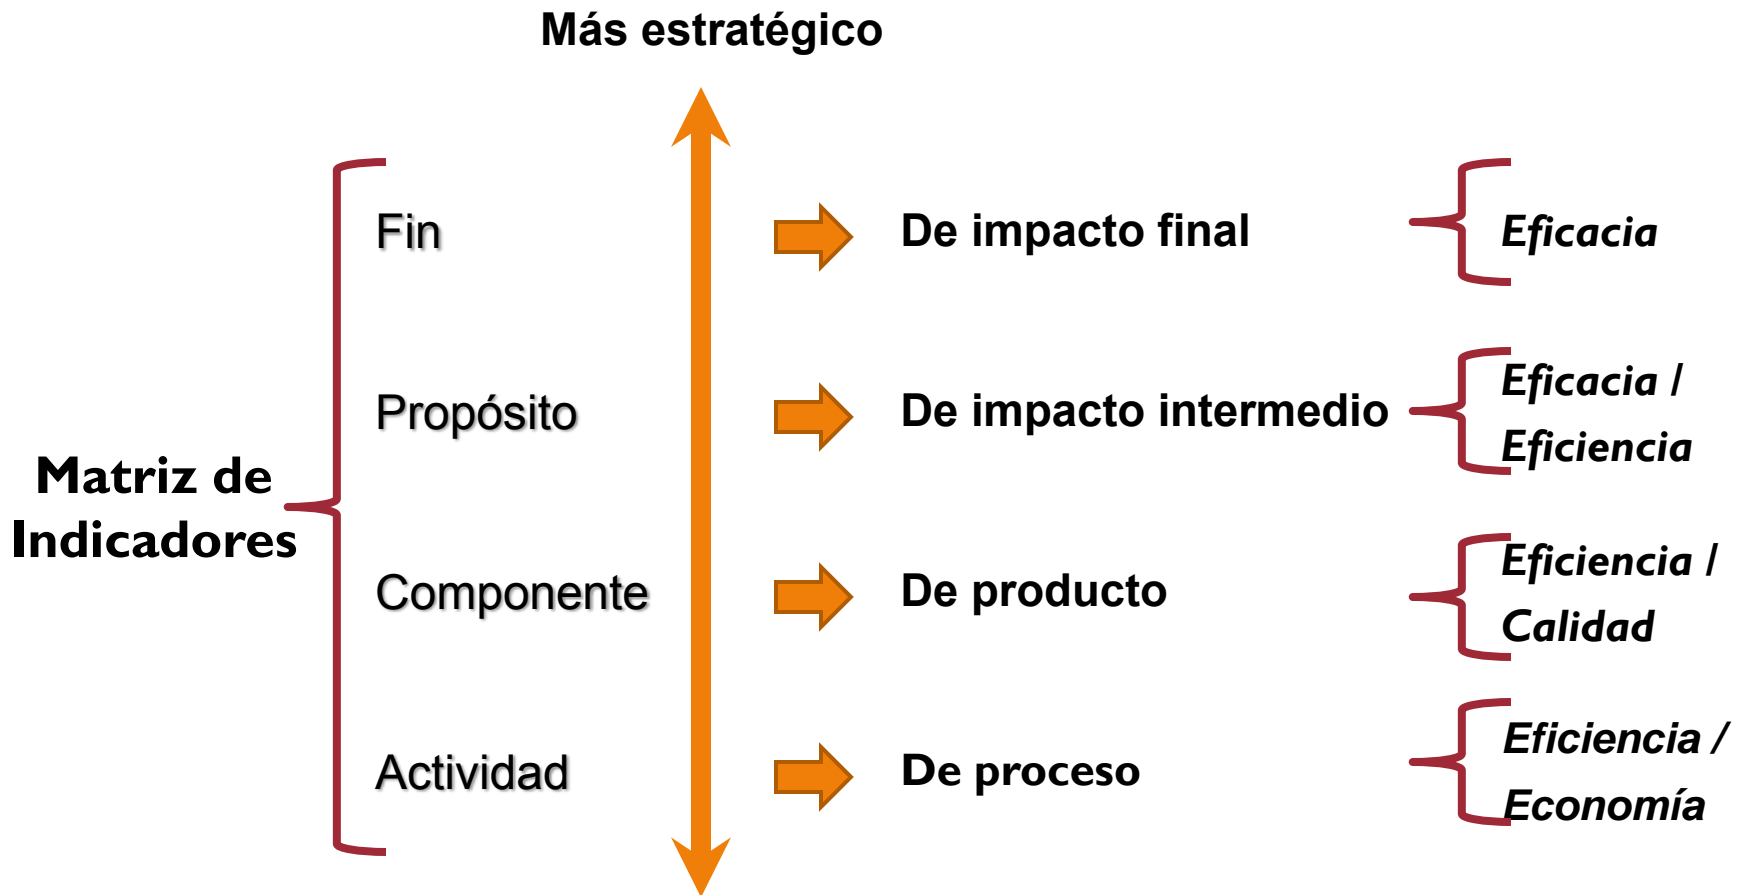 Más estratégico
Fin
De impacto final
Eficacia
Propósito
De impacto intermedio
Eficacia /
Eficiencia
Matriz de
Indicadores
Componente
De producto
Eficiencia /
Calidad
Actividad
De proceso
Eficiencia /
Economía